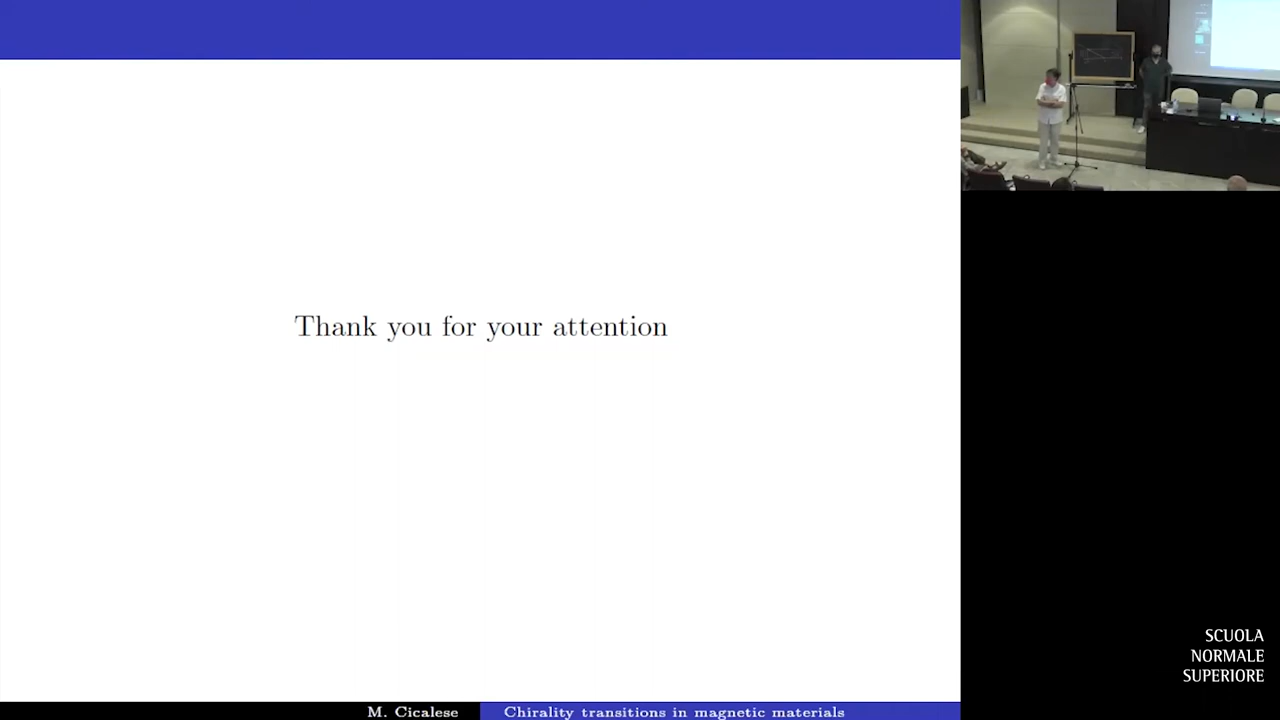 Thank you for your attention
M. Cicalese
Chirality transitions in magnetic materials
SCUOLA
NORMALE
SUPERIORE